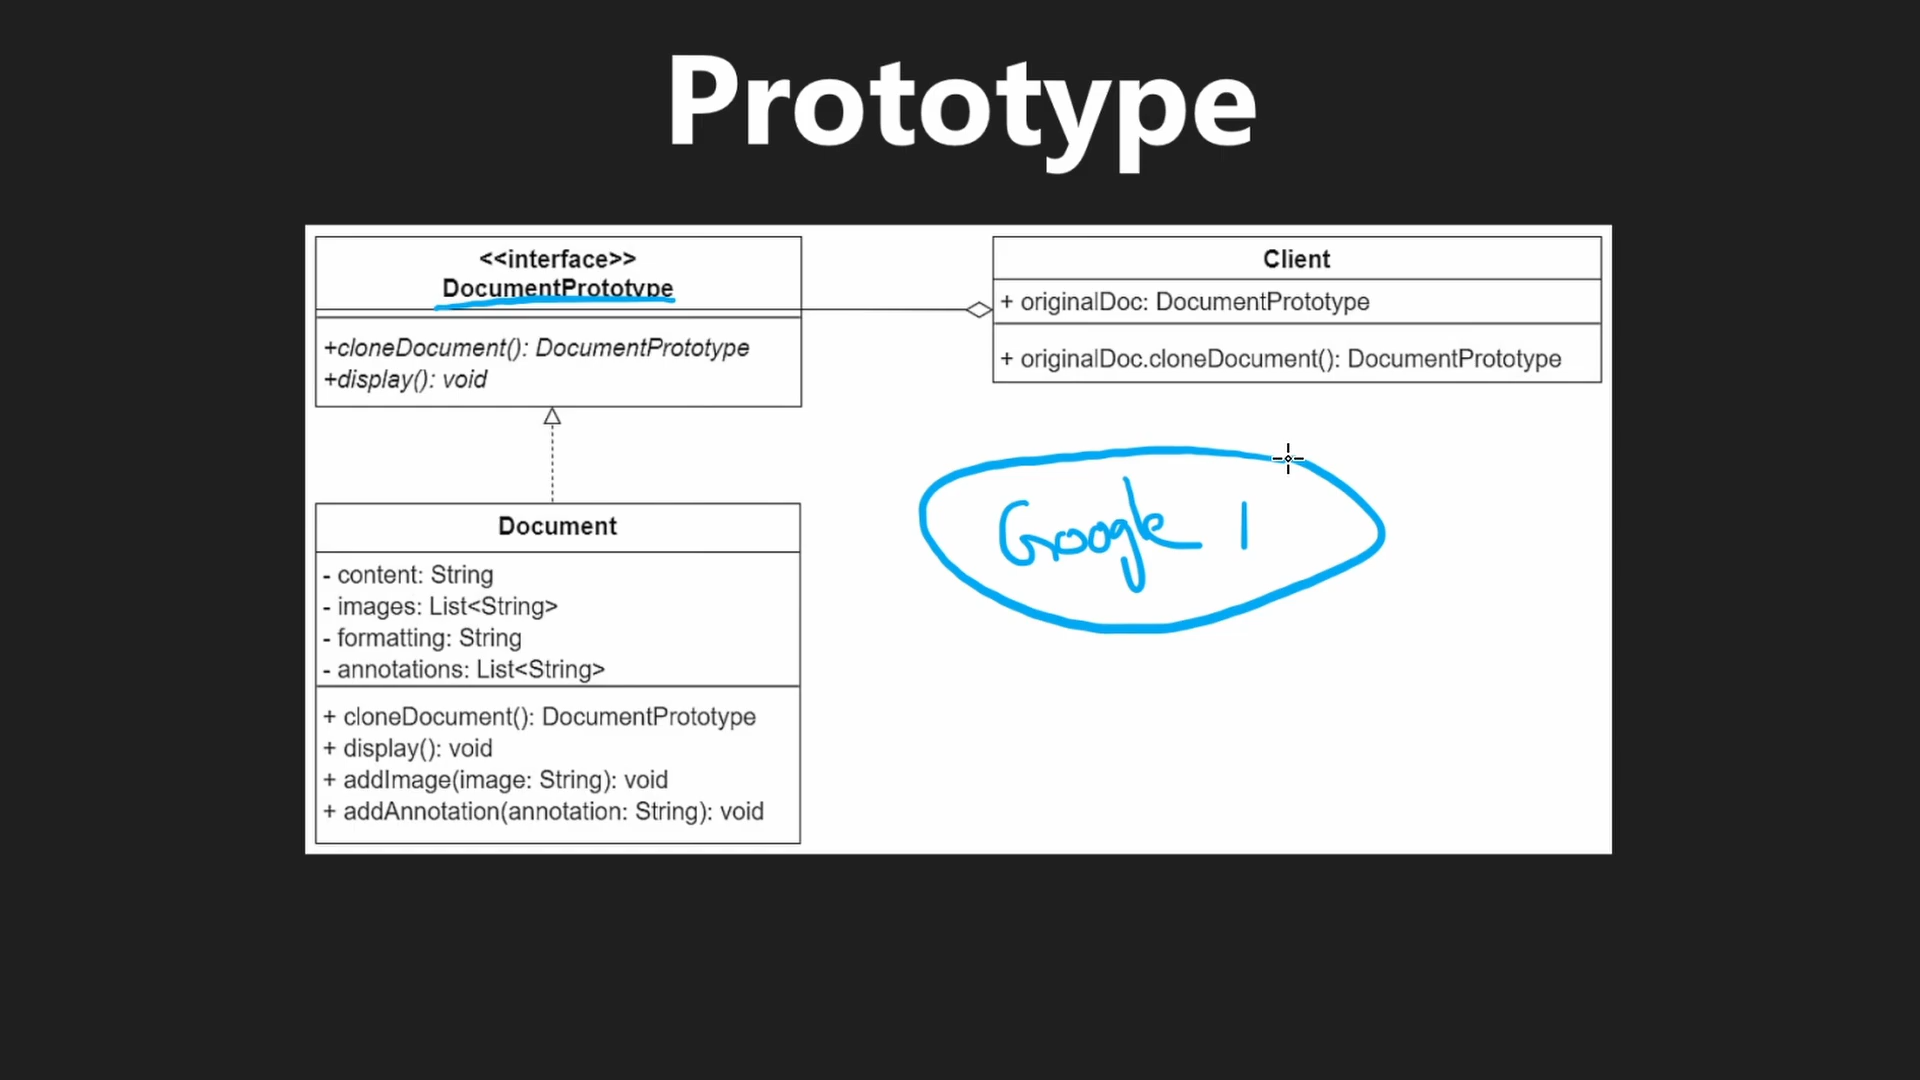 Prototype
<<interface>>
DocumentPrototype
+cloneDocument(): DocumentPrototype
+display(): void
Client
+ originalDoc: DocumentPrototype
+ originalDoc.cloneDocument(): DocumentPrototype
Google 1
Document
- content: String
- images: List<String>
- formatting: String
- annotations: List<String>
+ cloneDocument(): DocumentPrototype
+ display(): void
+ addImage(image: String): void
+ addAnnotation(annotation: String): void